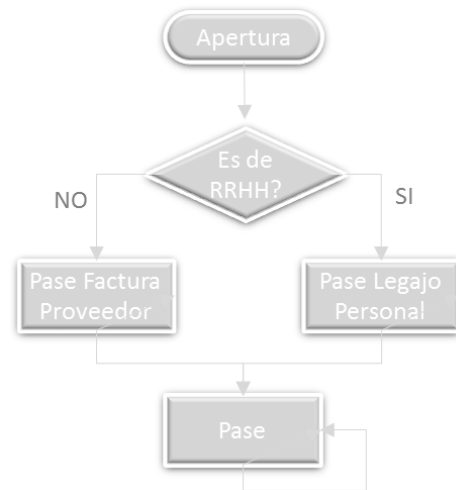 Apertura
Es de
RRHH?
NO
SI
Pase Factura
Proveedor
Pase Legajo
Personal
Pase